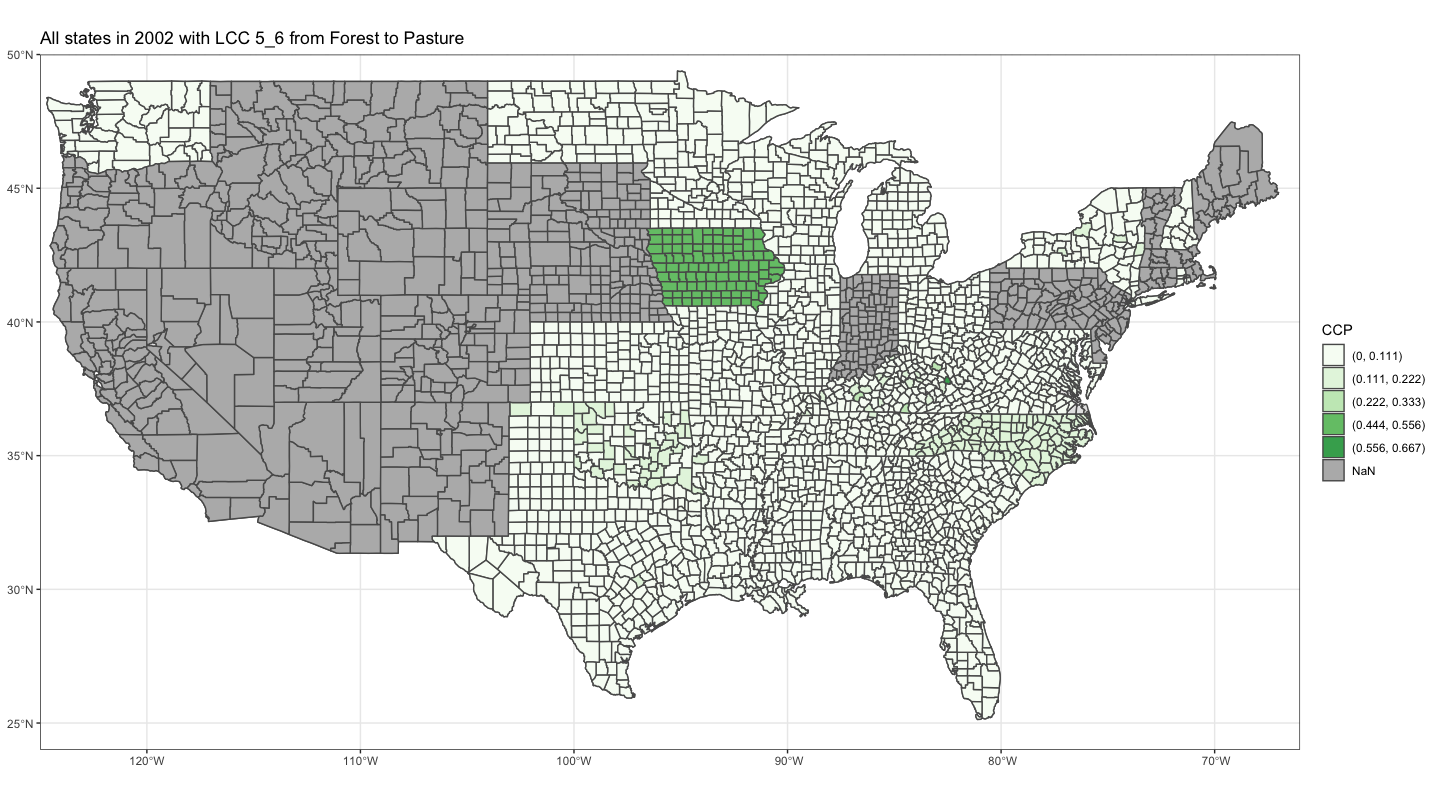 All states in 2002 with LCC 5_6 from Forest to Pasture
50°N
45°N
40°N
35°N
30°N
25°N
120°W
110°W
100°W
90°W
80°W
70°W
CCP
(0, 0.111)
(0.111, 0.222)
(0.222, 0.333)
(0.444, 0.556)
(0.556, 0.667)
NaN